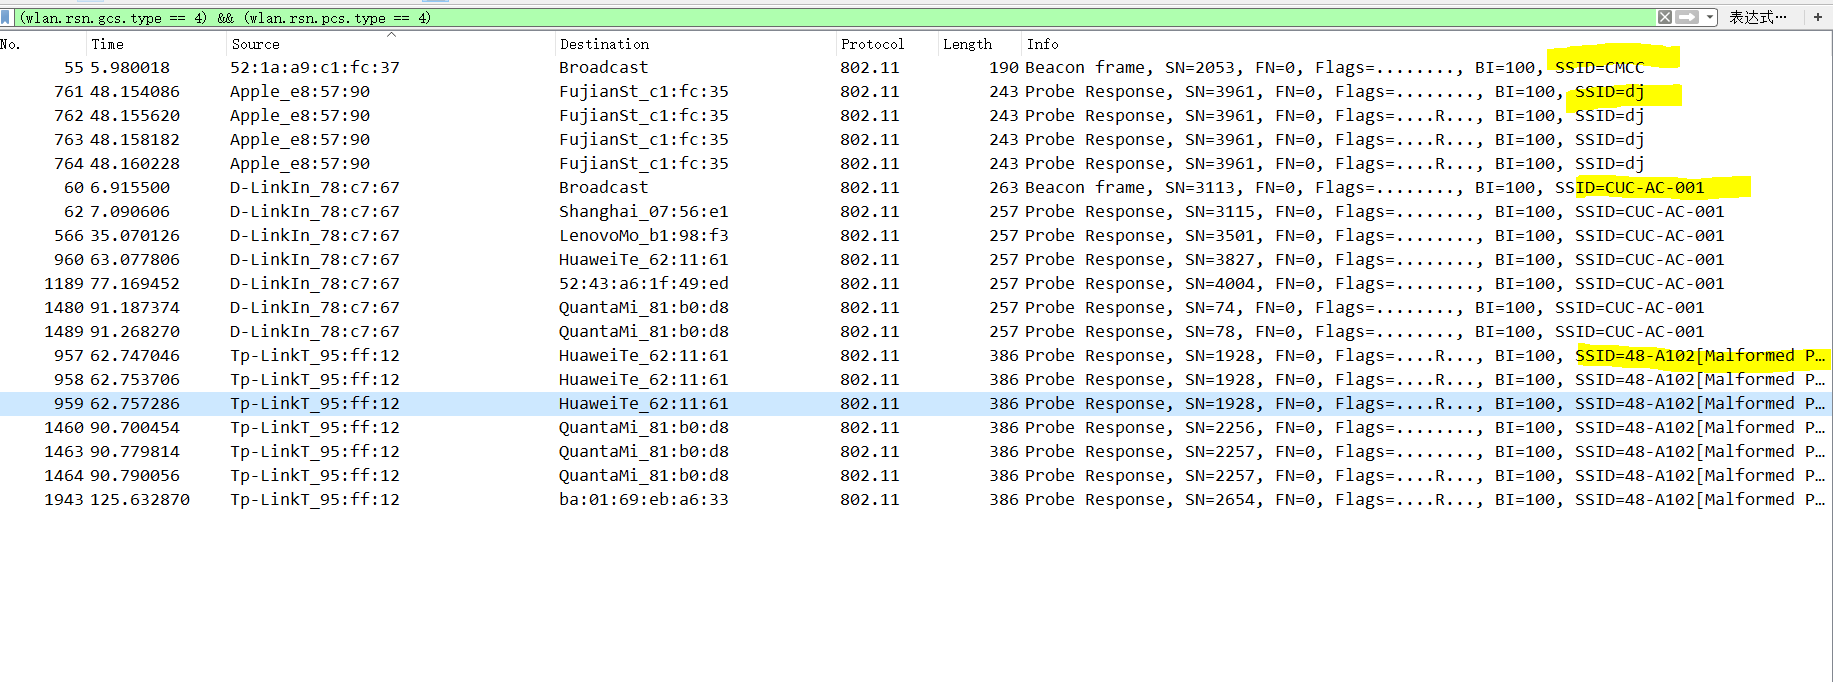 (wlan.rsn.gcs.type == 4) && (wlan.rsn.pcs.type == 4) 表达式… +
No. Time Source Destination Protocol Length Info
55 5.980018 52:1a:a9:c1:fc:37 Broadcast 802.11 190 Beacon frame, SN=2053, FN=0, Flags=........, BI=100, SSID=CMCC
761 48.154086 Apple_e8:57:90 FujianSt_c1:fc:35 802.11 243 Probe Response, SN=3961, FN=0, Flags=........, BI=100, SSID=dj
762 48.155620 Apple_e8:57:90 FujianSt_c1:fc:35 802.11 243 Probe Response, SN=3961, FN=0, Flags=....R..., BI=100, SSID=dj
763 48.158182 Apple_e8:57:90 FujianSt_c1:fc:35 802.11 243 Probe Response, SN=3961, FN=0, Flags=....R..., BI=100, SSID=dj
764 48.160228 Apple_e8:57:90 FujianSt_c1:fc:35 802.11 243 Probe Response, SN=3961, FN=0, Flags=....R..., BI=100, SSID=dj
60 6.915500 D-LinkIn_78:c7:67 Broadcast 802.11 263 Beacon frame, SN=3113, FN=0, Flags=........, BI=100, SSID=CUC-AC-001
62 7.090606 D-LinkIn_78:c7:67 Shanghai_07:56:e1 802.11 257 Probe Response, SN=3115, FN=0, Flags=........, BI=100, SSID=CUC-AC-001
566 35.070126 D-LinkIn_78:c7:67 LenovoMo_b1:98:f3 802.11 257 Probe Response, SN=3501, FN=0, Flags=........, BI=100, SSID=CUC-AC-001
960 63.077806 D-LinkIn_78:c7:67 HuaweiTe_62:11:61 802.11 257 Probe Response, SN=3827, FN=0, Flags=........, BI=100, SSID=CUC-AC-001
1189 77.169452 D-LinkIn_78:c7:67 52:43:a6:1f:49:ed 802.11 257 Probe Response, SN=4004, FN=0, Flags=........, BI=100, SSID=CUC-AC-001
1480 91.187374 D-LinkIn_78:c7:67 QuantaMi_81:b0:d8 802.11 257 Probe Response, SN=74, FN=0, Flags=........, BI=100, SSID=CUC-AC-001
1489 91.268270 D-LinkIn_78:c7:67 QuantaMi_81:b0:d8 802.11 257 Probe Response, SN=78, FN=0, Flags=........, BI=100, SSID=CUC-AC-001
957 62.747046 Tp-LinkT_95:ff:12 HuaweiTe_62:11:61 802.11 386 Probe Response, SN=1928, FN=0, Flags=....R..., BI=100, SSID=48-A102[Malformed P…
958 62.753706 Tp-LinkT_95:ff:12 HuaweiTe_62:11:61 802.11 386 Probe Response, SN=1928, FN=0, Flags=....R..., BI=100, SSID=48-A102[Malformed P…
959 62.757286 Tp-LinkT_95:ff:12 HuaweiTe_62:11:61 802.11 386 Probe Response, SN=1928, FN=0, Flags=....R..., BI=100, SSID=48-A102[Malformed P…
1460 90.700454 Tp-LinkT_95:ff:12 QuantaMi_81:b0:d8 802.11 386 Probe Response, SN=2256, FN=0, Flags=........, BI=100, SSID=48-A102[Malformed P…
1463 90.779814 Tp-LinkT_95:ff:12 QuantaMi_81:b0:d8 802.11 386 Probe Response, SN=2257, FN=0, Flags=........, BI=100, SSID=48-A102[Malformed P…
1464 90.790056 Tp-LinkT_95:ff:12 QuantaMi_81:b0:d8 802.11 386 Probe Response, SN=2257, FN=0, Flags=....R..., BI=100, SSID=48-A102[Malformed P…
1943 125.632870 Tp-LinkT_95:ff:12 ba:01:69:eb:a6:33 802.11 386 Probe Response, SN=2654, FN=0, Flags=....R..., BI=100, SSID=48-A102[Malformed P…